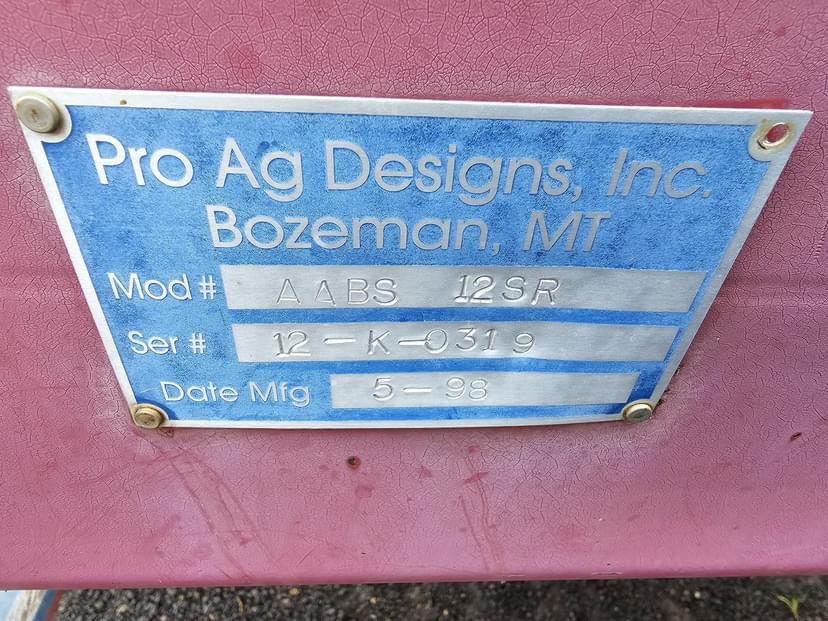 Pro Ag Designs, Inc.
Bozeman, MT
Mod # AABS 12SR
Ser # 12-K-0319
Date Mfg 5-98